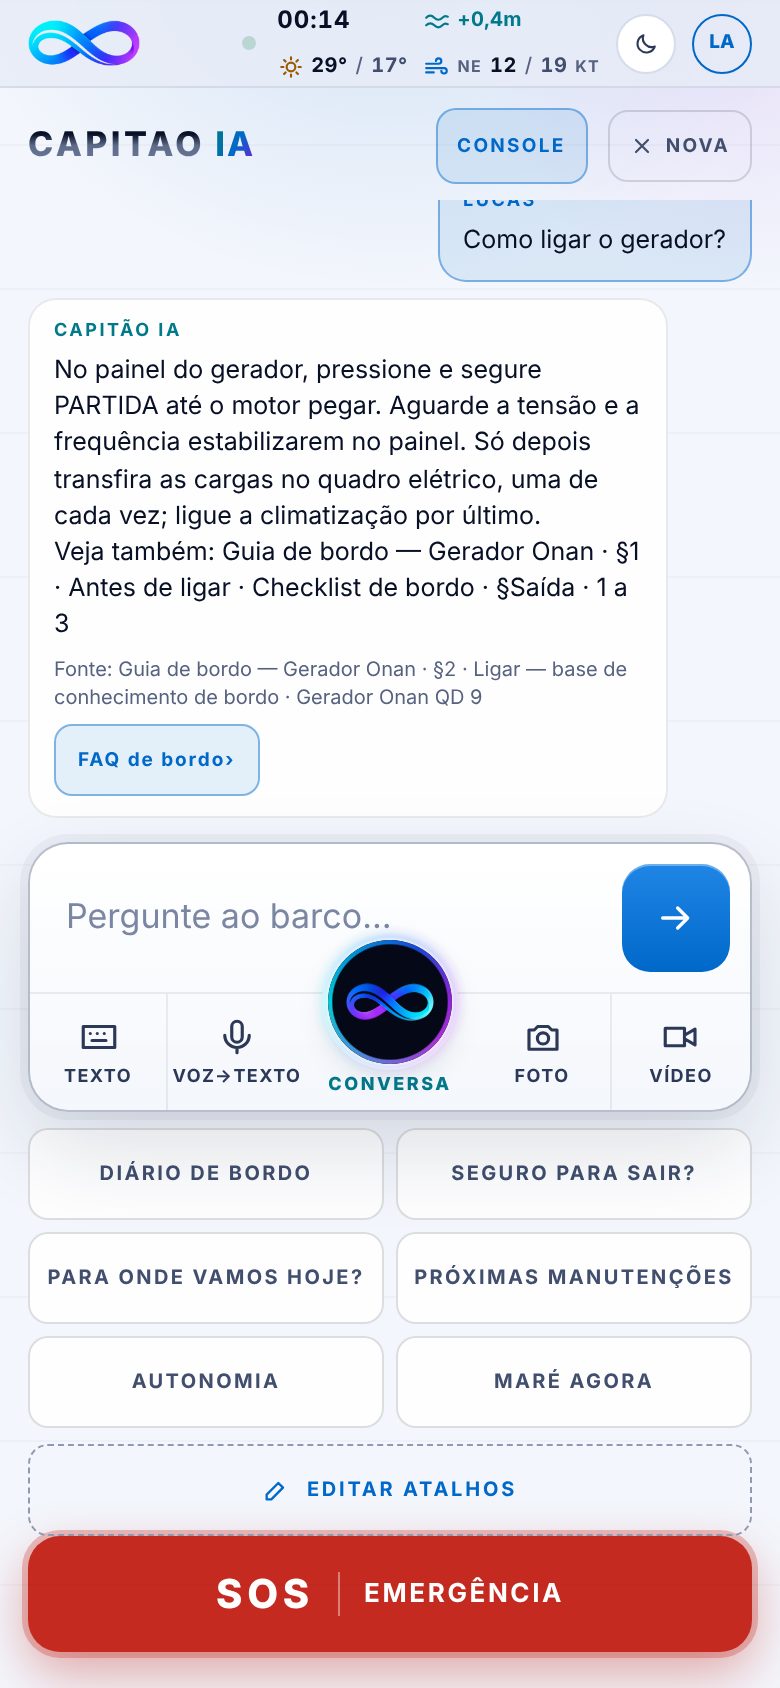 00:14
+0,4m
29° / 17°
NE 12 / 19 KT
LA
CAPITAO IA
CONSOLE
NOVA
LUCAS
Como ligar o gerador?
CAPITÃO IA
No painel do gerador, pressione e segure
PARTIDA até o motor pegar. Aguarde a tensão e a
frequência estabilizarem no painel. Só depois
transfira as cargas no quadro elétrico, uma de
cada vez; ligue a climatização por último.
Veja também: Guia de bordo — Gerador Onan · §1
· Antes de ligar · Checklist de bordo · §Saída · 1 a
3
Fonte: Guia de bordo — Gerador Onan · §2 · Ligar — base de
conhecimento de bordo · Gerador Onan QD 9
FAQ de bordo›
Pergunte ao barco...
TEXTO
VOZ→TEXTO
CONVERSA
FOTO
VÍDEO
DIÁRIO DE BORDO
SEGURO PARA SAIR?
PARA ONDE VAMOS HOJE?
PRÓXIMAS MANUTENÇÕES
AUTONOMIA
MARÉ AGORA
EDITAR ATALHOS
SOS
EMERGÊNCIA